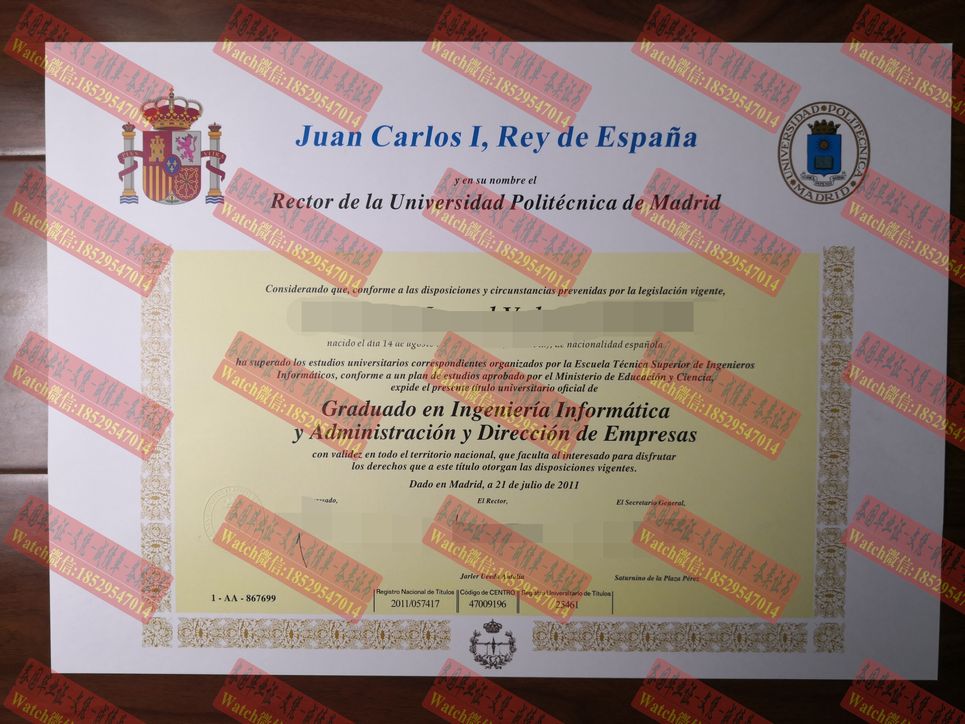 Juan Carlos I, Rey de España
y en su nombre el
Rector de la Universidad Politécnica de Madrid
UNIVERSIDAD POLITÉCNICA MADRID
Considerando que, conforme a las disposiciones y circunstancias prevenidas por la legislación vigente,
nacido el día 14 de agosto de nacionalidad española,
ha superado los estudios universitarios correspondientes organizados por la Escuela Técnica Superior de Ingenieros
Informáticos, conforme a un plan de estudios aprobado por el Ministerio de Educación y Ciencia,
expide el presente título universitario oficial de
Graduado en Ingeniería Informática
y Administración y Dirección de Empresas
con validez en todo el territorio nacional, que faculta al interesado para disfrutar
los derechos que a este título otorgan las disposiciones vigentes.
Dado en Madrid, a 21 de julio de 2011
El Rector,
El Secretario General,
Saturnino de la Plaza Pérez
1 - AA - 867699
Registro Nacional de Títulos
2011/057417
Código de CENTRO
47009196
Registro Universitario de Títulos
25461
Watch微信:18529547014